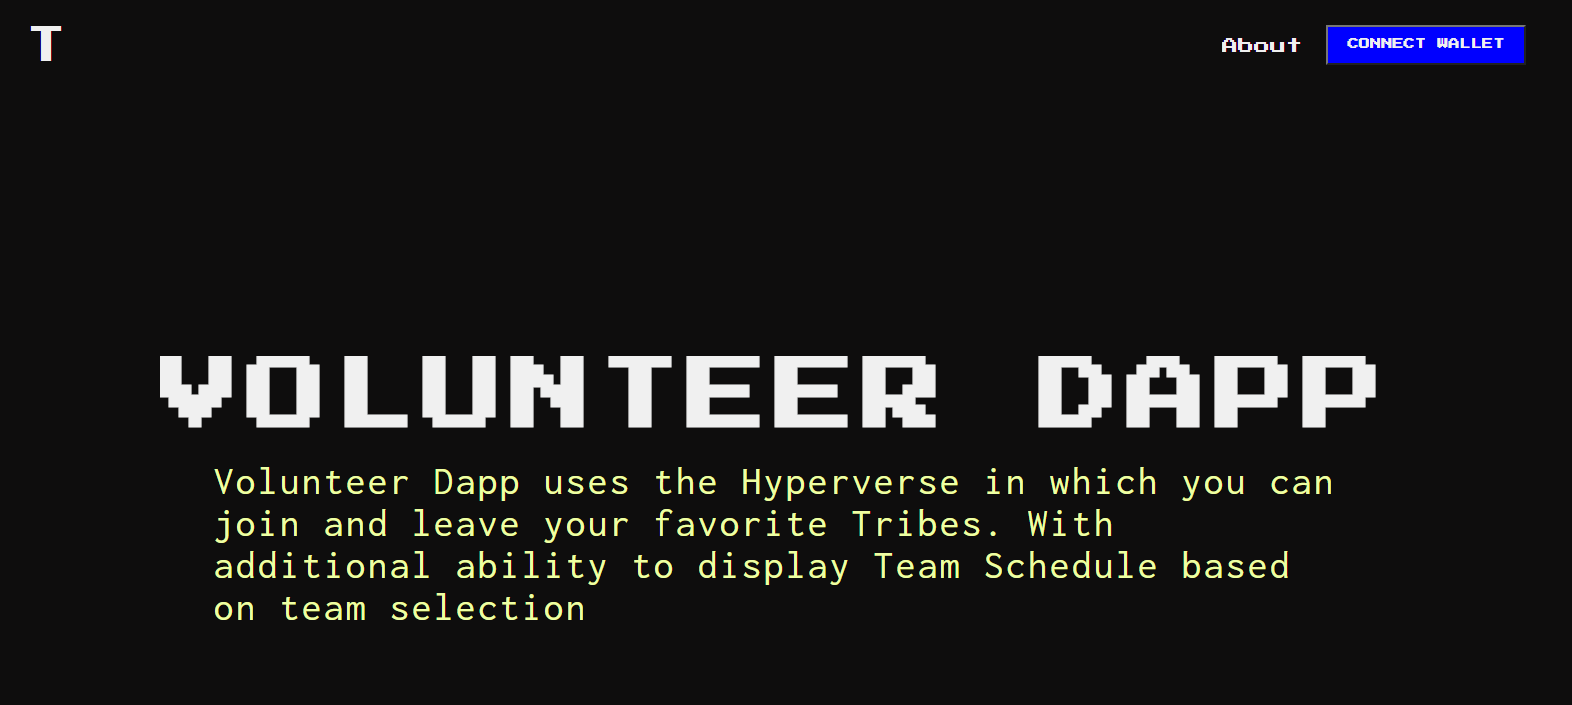 T
About
CONNECT WALLET
VOLUNTEER DAPP
Volunteer Dapp uses the Hyperverse in which you can
join and leave your favorite Tribes. With
additional ability to display Team Schedule based
on team selection